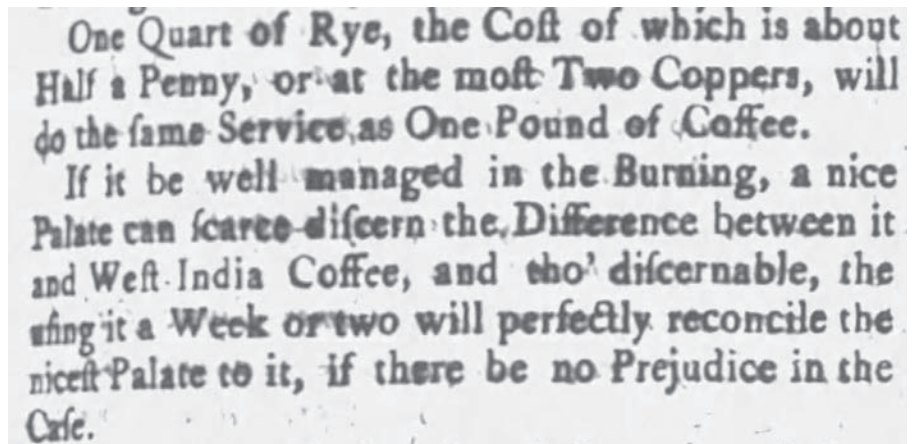 One Quart of Rye, the Coſt of which is about
Half a Penny, or at the moſt Two Coppers, will
do the ſame Service as One Pound of Coffee.
If it be well managed in the Burning, a nice
Palate can ſcarce diſcern the Difference between it
and Weſt India Coffee, and tho' diſcernable, the
uſing it a Week or two will perfectly reconcile the
niceſt Palate to it, if there be no Prejudice in the
Caſe.